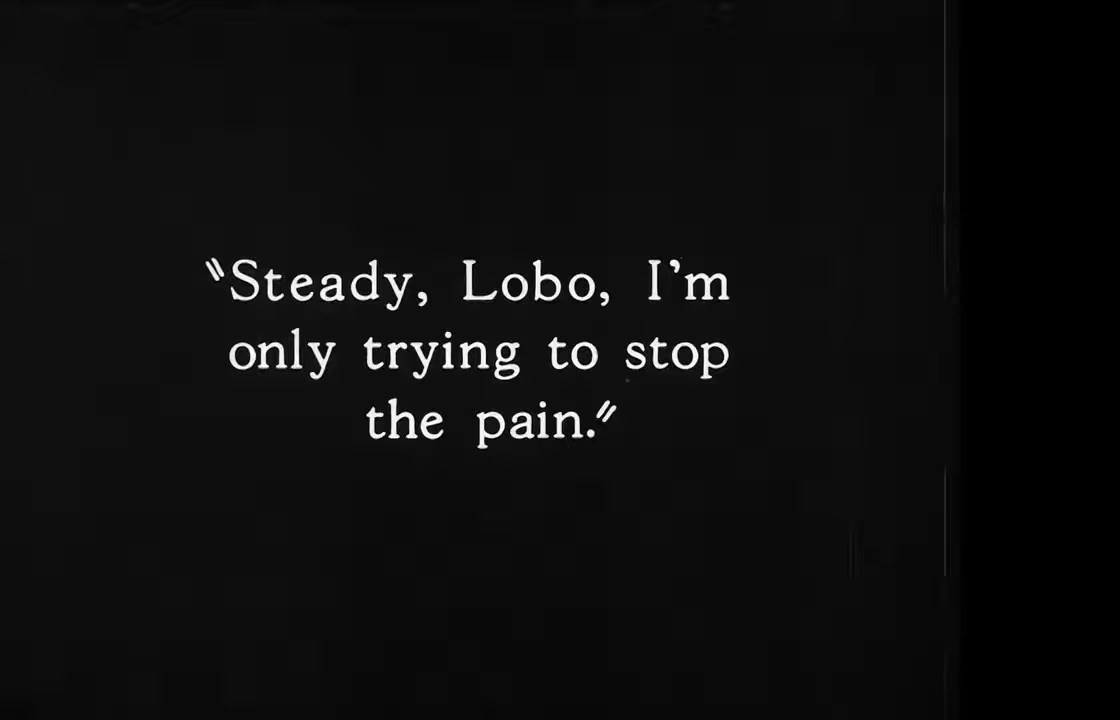 "Steady, Lobo, I'm
only trying to stop
the pain."